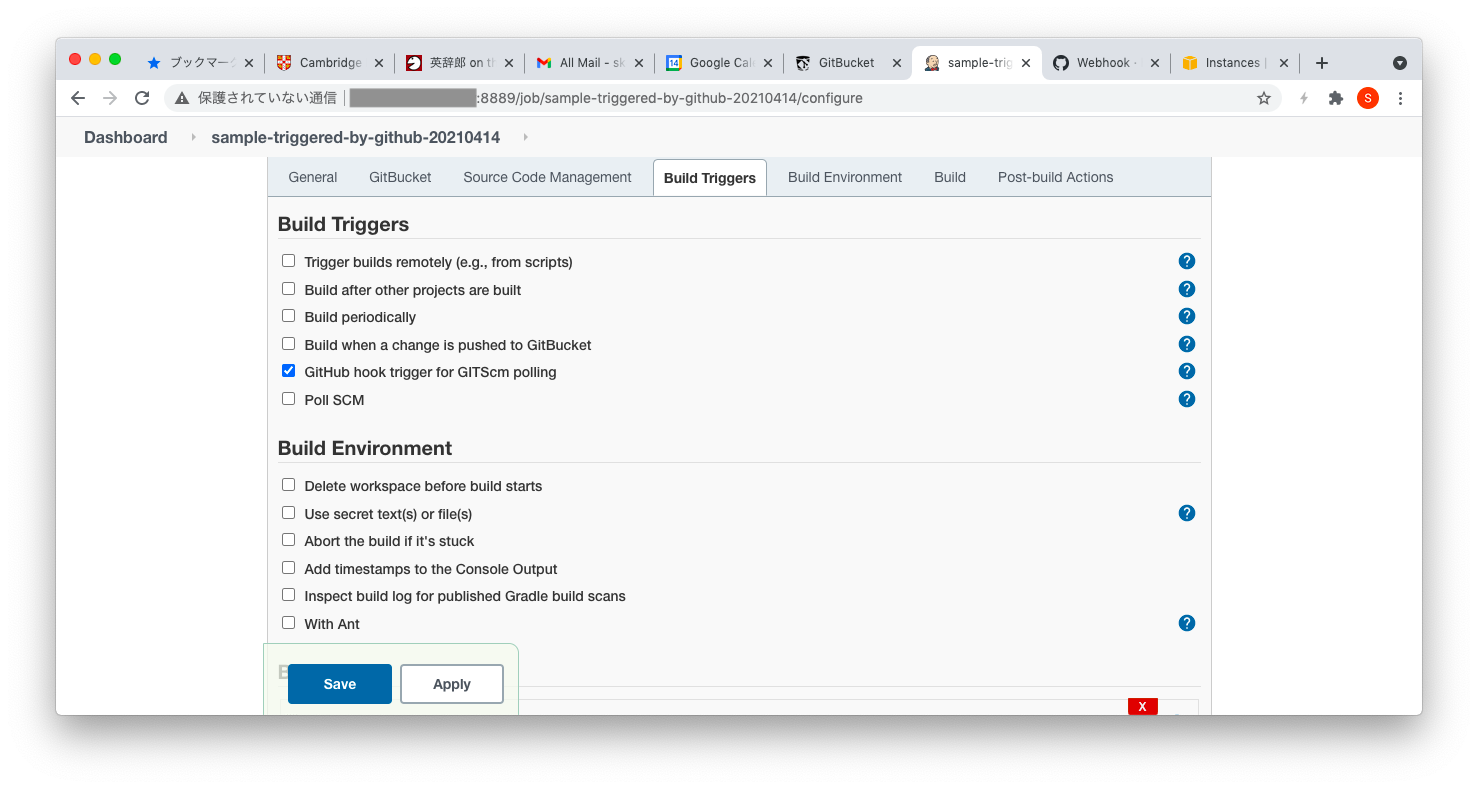 ブックマーク
Cambridge
英辞郎 on th
All Mail - sk
14
Google Cale
GitBucket
sample-trig
Webhook ·
Instances |
保護されていない通信
:8889/job/sample-triggered-by-github-20210414/configure
S
Dashboard
sample-triggered-by-github-20210414
General
GitBucket
Source Code Management
Build Triggers
Build Environment
Build
Post-build Actions
Build Triggers
Trigger builds remotely (e.g., from scripts)
?
Build after other projects are built
?
Build periodically
?
Build when a change is pushed to GitBucket
?
GitHub hook trigger for GITScm polling
?
Poll SCM
?
Build Environment
Delete workspace before build starts
Use secret text(s) or file(s)
?
Abort the build if it's stuck
Add timestamps to the Console Output
Inspect build log for published Gradle build scans
With Ant
?
Save
Apply
X